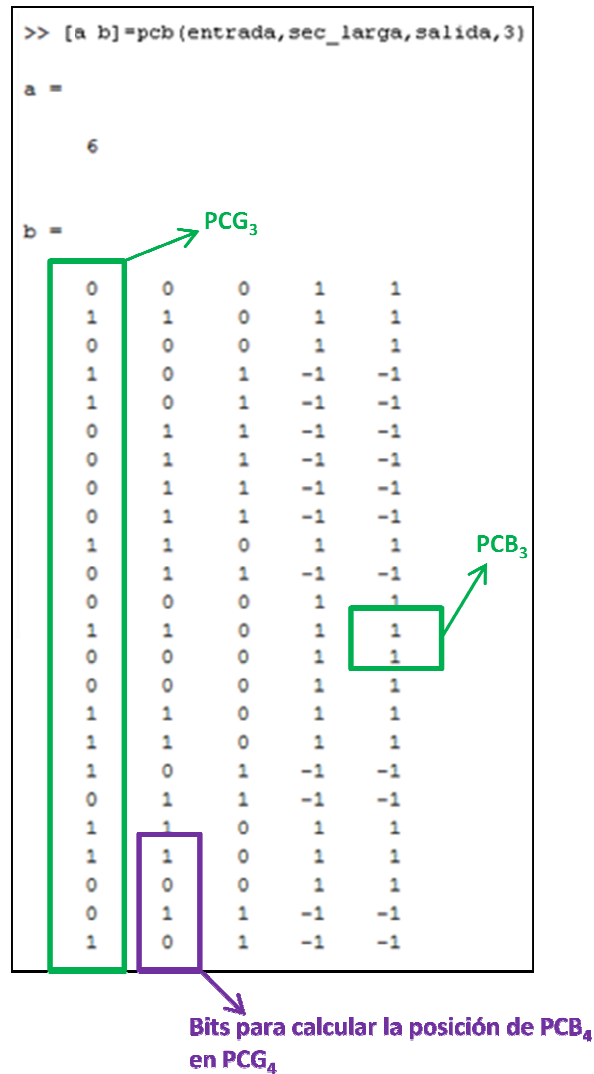 >> [a b]=pcb(entrada,sec_larga,salida,3)
a =
6
b =
PCG3
0 0 0 1 1
1 1 0 1 1
0 0 0 1 1
1 0 1 -1 -1
1 0 1 -1 -1
0 1 1 -1 -1
0 1 1 -1 -1
0 1 1 -1 -1
0 1 1 -1 -1
1 1 0 1 1
PCB3
0 1 1 -1 -1
0 0 0 1 1
1 1 0 1 1
0 0 0 1 1
0 0 0 1 1
1 1 0 1 1
1 1 0 1 1
1 0 1 -1 -1
0 1 1 -1 -1
1 1 0 1 1
1 1 0 1 1
0 0 0 1 1
0 1 1 -1 -1
1 0 1 -1 -1
Bits para calcular la posición de PCB4
en PCG4